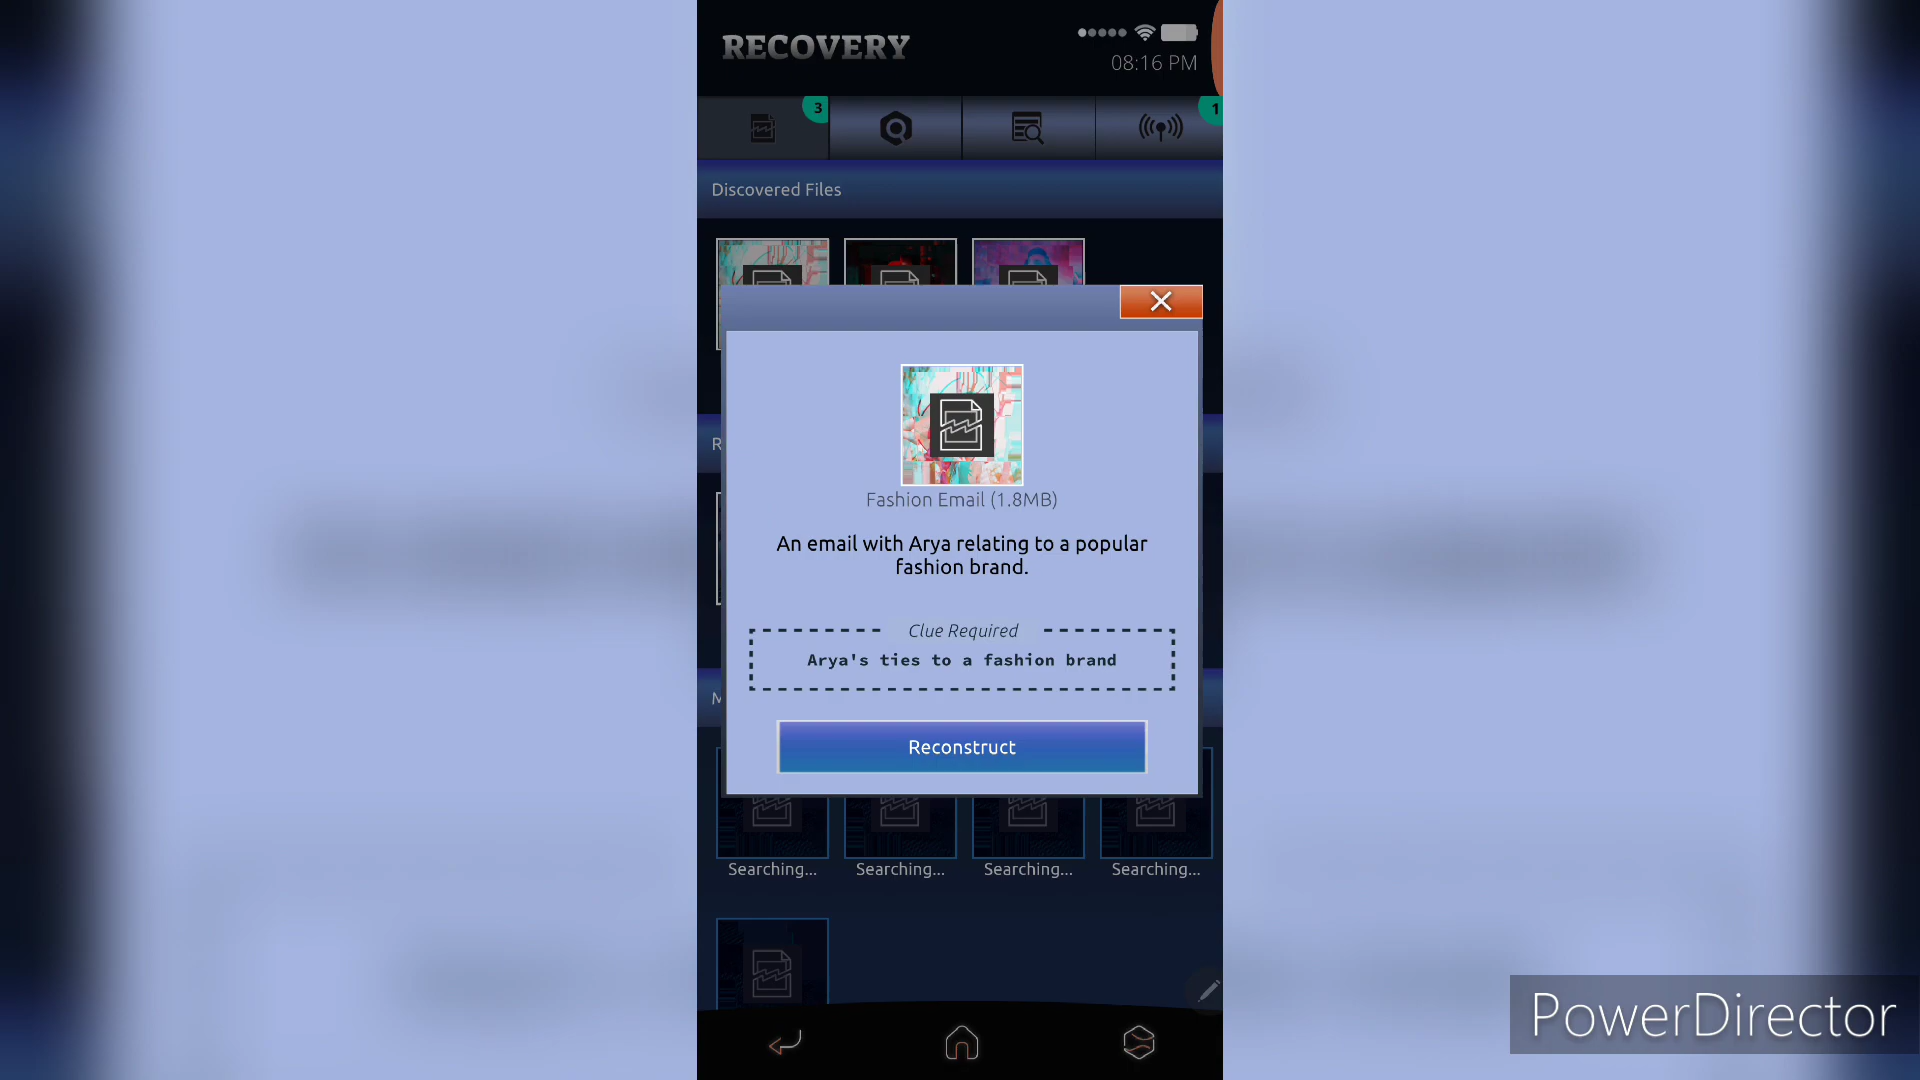 RECOVERY
08:16 PM
3
1
Discovered Files
R
Fashion Email (1.8MB)
An email with Arya relating to a popular
fashion brand.
Clue Required
Arya's ties to a fashion brand
M
Reconstruct
Searching...
Searching...
Searching...
Searching...
PowerDirector